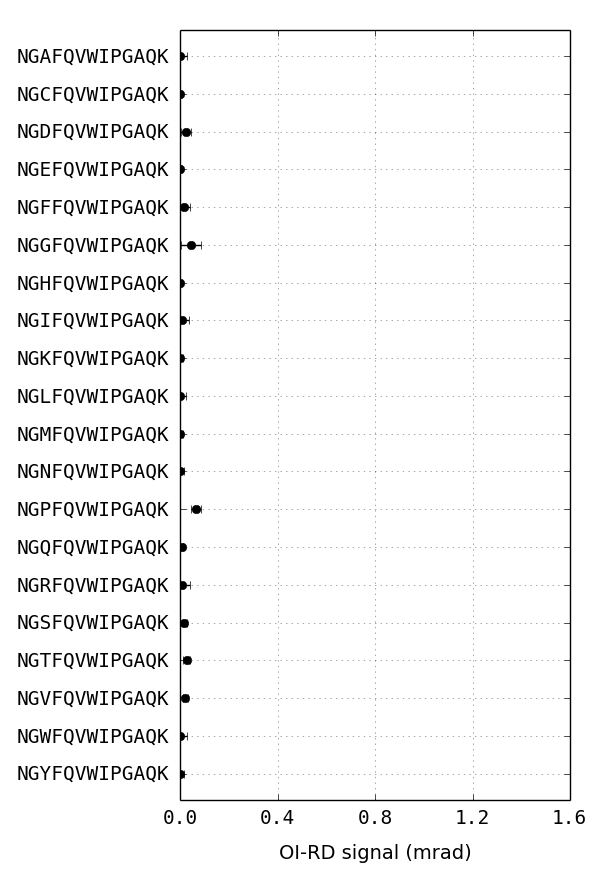 NGAFQVWIPGAQK
NGCFQVWIPGAQK
NGDFQVWIPGAQK
NGEFQVWIPGAQK
NGFFQVWIPGAQK
NGGFQVWIPGAQK
NGHFQVWIPGAQK
NGIFQVWIPGAQK
NGKFQVWIPGAQK
NGLFQVWIPGAQK
NGMFQVWIPGAQK
NGNFQVWIPGAQK
NGPFQVWIPGAQK
NGQFQVWIPGAQK
NGRFQVWIPGAQK
NGSFQVWIPGAQK
NGTFQVWIPGAQK
NGVFQVWIPGAQK
NGWFQVWIPGAQK
NGYFQVWIPGAQK
0.0 0.4 0.8 1.2 1.6
OI-RD signal (mrad)